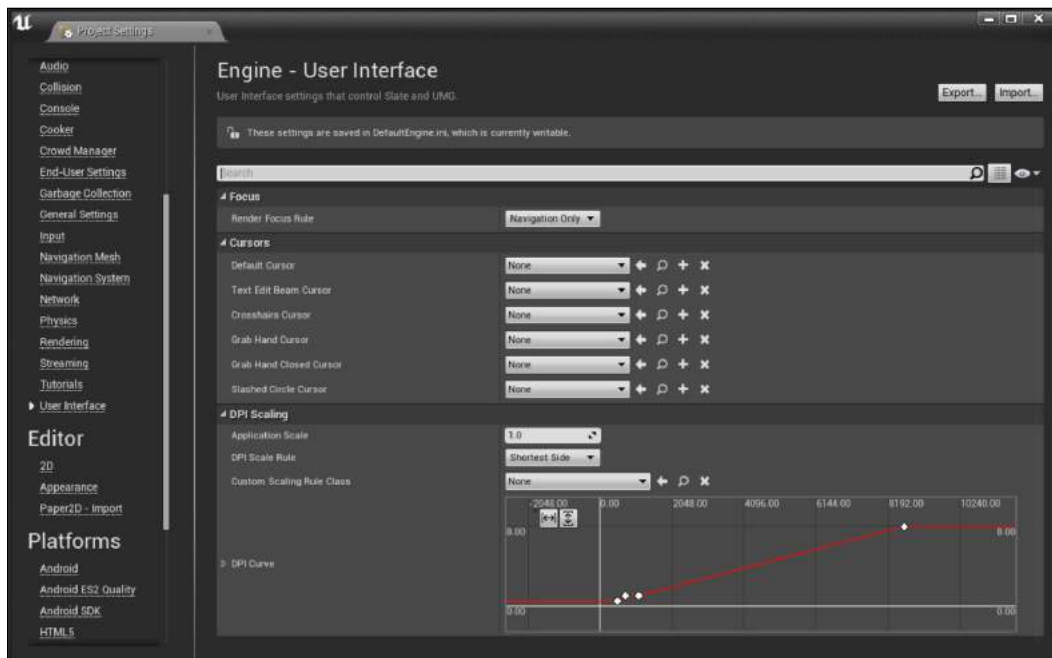 Project Settings
Audio
Collision
Console
Cooker
Crowd Manager
End-User Settings
Garbage Collection
General Settings
Input
Navigation Mesh
Navigation System
Network
Physics
Rendering
Streaming
Tutorials
User Interface
Editor
2D
Appearance
Paper2D - Import
Platforms
Android
Android ES2 Quality
Android SDK
HTML5
Engine - User Interface
User Interface settings that control Slate and UMG.
Export... Import...
These settings are saved in DefaultEngine.ini, which is currently writable.
Search
Focus
Render Focus Rule Navigation Only
Cursors
Default Cursor None
Text Edit Beam Cursor None
Crosshairs Cursor None
Grab Hand Cursor None
Grab Hand Closed Cursor None
Slashed Circle Cursor None
DPI Scaling
Application Scale 1.0
DPI Scale Rule Shortest Side
Custom Scaling Rule Class None
-2048.00 0.00 2048.00 4096.00 6144.00 8192.00 10240.00
8.00 8.00
DPI Curve
0.00 0.00